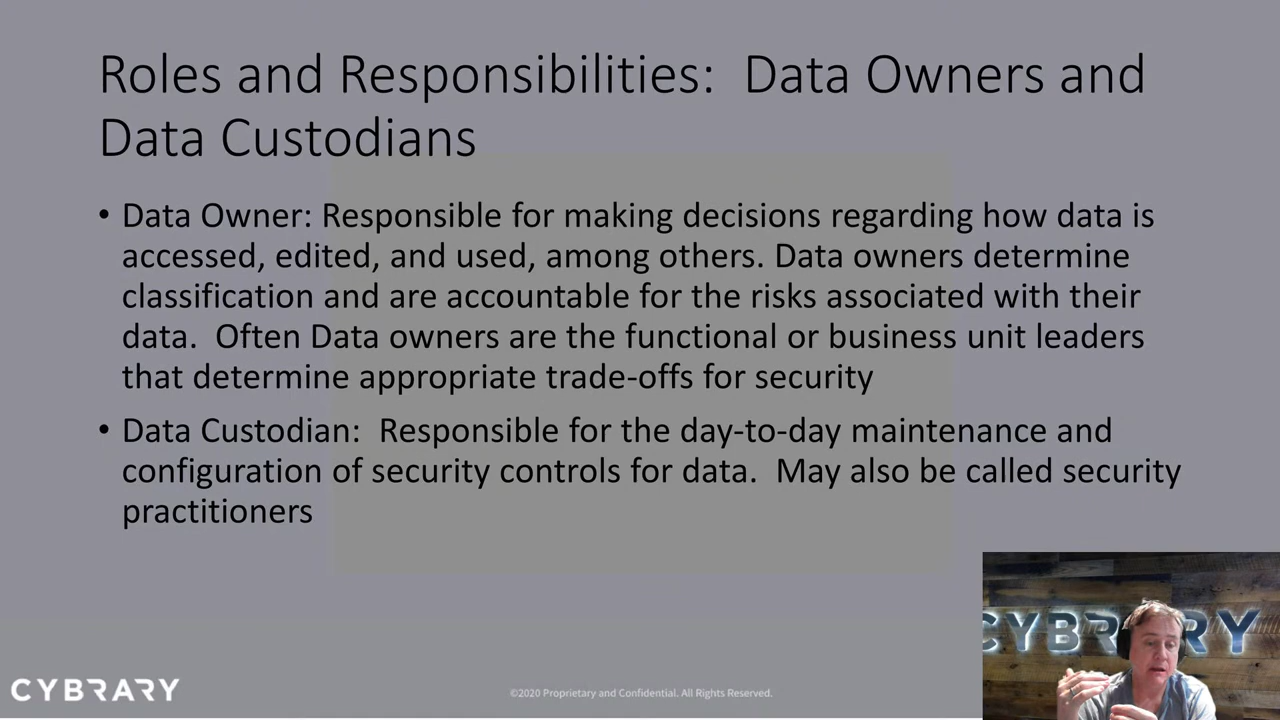 Roles and Responsibilities: Data Owners and
Data Custodians
• Data Owner: Responsible for making decisions regarding how data is
accessed, edited, and used, among others. Data owners determine
classification and are accountable for the risks associated with their
data. Often Data owners are the functional or business unit leaders
that determine appropriate trade-offs for security
• Data Custodian: Responsible for the day-to-day maintenance and
configuration of security controls for data. May also be called security
practitioners
CYBRARY
CYBRARY
©2020 Proprietary and Confidential. All Rights Reserved.